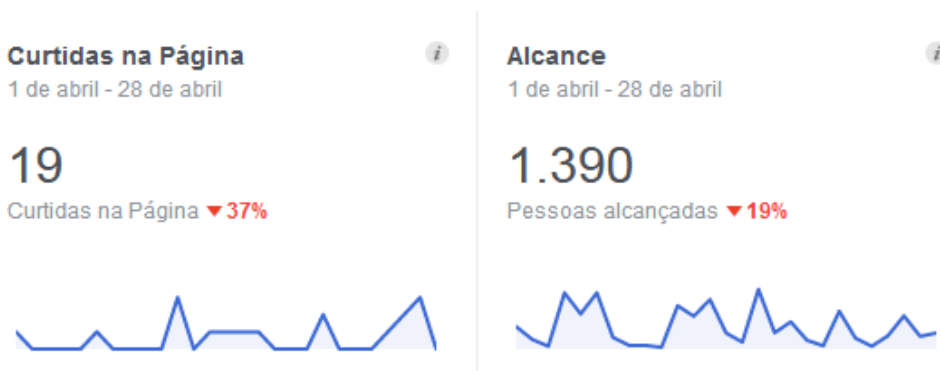 Curtidas na Página
1 de abril - 28 de abril
19
Curtidas na Página ▼37%
Alcance
1 de abril - 28 de abril
1.390
Pessoas alcançadas ▼19%